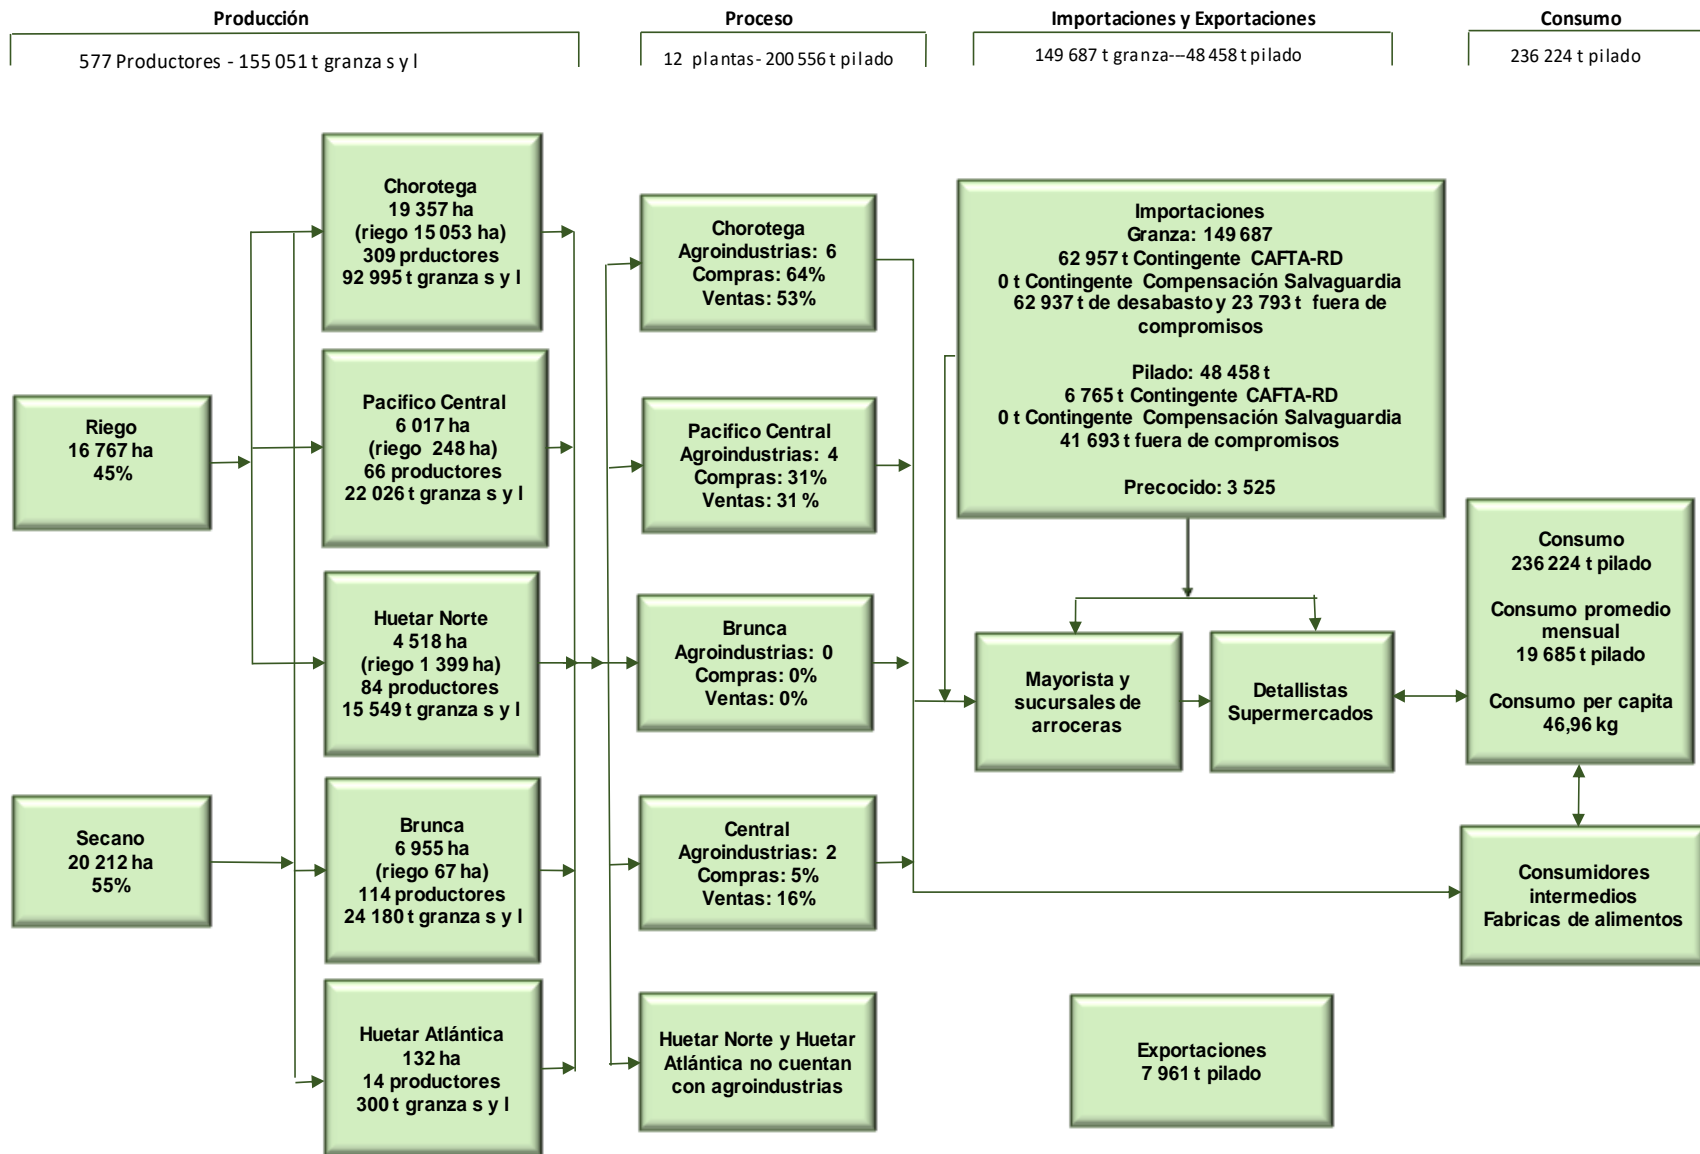 Producción
577 Productores - 155 051 t granza s y l
Proceso
12 plantas- 200 556 t pilado
Importaciones y Exportaciones
149 687 t granza---48 458 t pilado
Consumo
236 224 t pilado
Riego
16 767 ha
45%
Secano
20 212 ha
55%
Chorotega
19 357 ha
(riego 15 053 ha)
309 prductores
92 995 t granza s y l
Pacifico Central
6 017 ha
(riego 248 ha)
66 productores
22 026 t granza s y l
Huetar Norte
4 518 ha
(riego 1 399 ha)
84 productores
15 549 t granza s y l
Brunca
6 955 ha
(riego 67 ha)
114 productores
24 180 t granza s y l
Huetar Atlántica
132 ha
14 productores
300 t granza s y l
Chorotega
Agroindustrias: 6
Compras: 64%
Ventas: 53%
Pacifico Central
Agroindustrias: 4
Compras: 31%
Ventas: 31 %
Brunca
Agroindustrias: 0
Compras: 0%
Ventas: 0%
Central
Agroindustrias: 2
Compras: 5%
Ventas: 16%
Huetar Norte y Huetar
Atlántica no cuentan
con agroindustrias
Importaciones
Granza: 149 687
62 957 t Contingente CAFTA-RD
0 t Contingente Compensación Salvaguardia
62 937 t de desabasto y 23 793 t fuera de
compromisos
Pilado: 48 458 t
6 765 t Contingente CAFTA-RD
0 t Contingente Compensación Salvaguardia
41 693 t fuera de compromisos
Precocido: 3 525
Mayorista y
sucursales de
arroceras
Detallistas
Supermercados
Exportaciones
7 961 t pilado
Consumo
236 224 t pilado
Consumo promedio
mensual
19 685 t pilado
Consumo per capita
46,96 kg
Consumidores
intermedios
Fabricas de alimentos